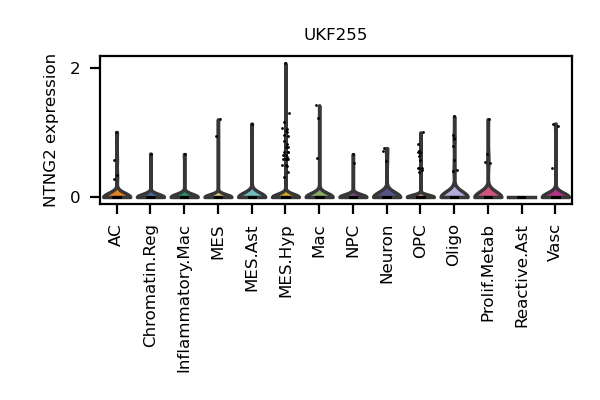 UKF255
NTNG2 expression
2
0
AC
Chromatin.Reg
Inflammatory.Mac
MES
MES.Ast
MES.Hyp
Mac
NPC
Neuron
OPC
Oligo
Prolif.Metab
Reactive.Ast
Vasc